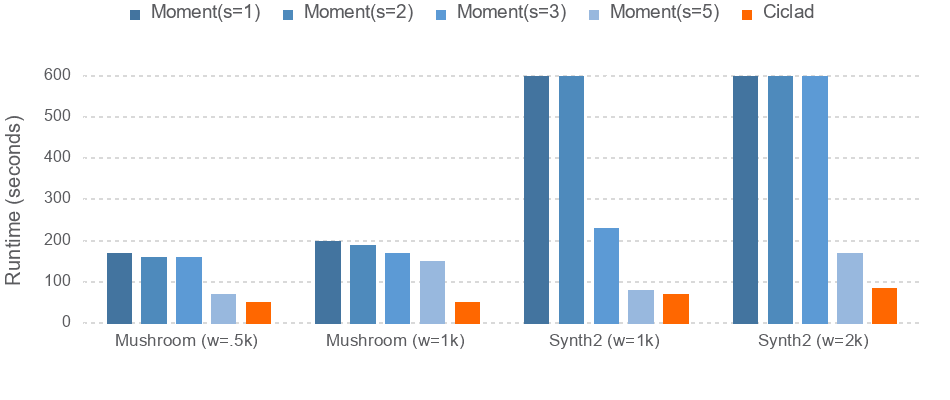 Moment(s=1) Moment(s=2) Moment(s=3) Moment(s=5) Ciclad
Runtime (seconds)
600
500
400
300
200
100
0
Mushroom (w=.5k) Mushroom (w=1k) Synth2 (w=1k) Synth2 (w=2k)